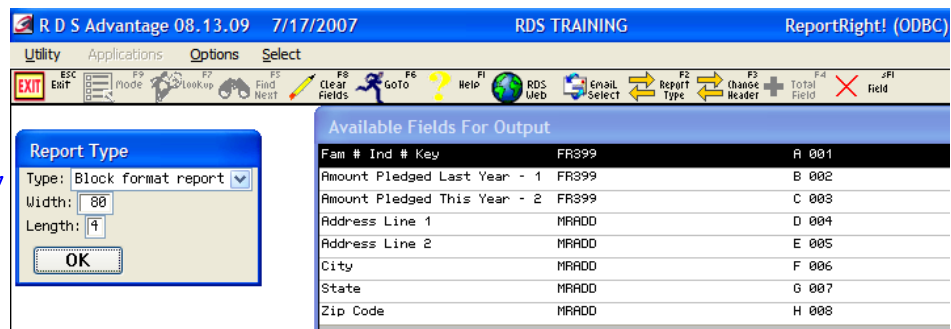 R D S Advantage 08.13.09 7/17/2007 RDS TRAINING ReportRight! (ODBC)
Utility Applications Options Select
EXIT ESC Exit F9 Mode F7 Lookup F5 Find Next F8 Clear Fields F6 GoTo F1 Help RDS Web Email Select F2 Report Type F3 Change Header F4 Total Field sF1 Field
Available Fields For Output
Report Type
Type: Block format report
Width: 80
Length: 4
OK
Fam # Ind # Key FR399 A 001
Amount Pledged Last Year - 1 FR399 B 002
Amount Pledged This Year - 2 FR399 C 003
Address Line 1 MRADD D 004
Address Line 2 MRADD E 005
City MRADD F 006
State MRADD G 007
Zip Code MRADD H 008